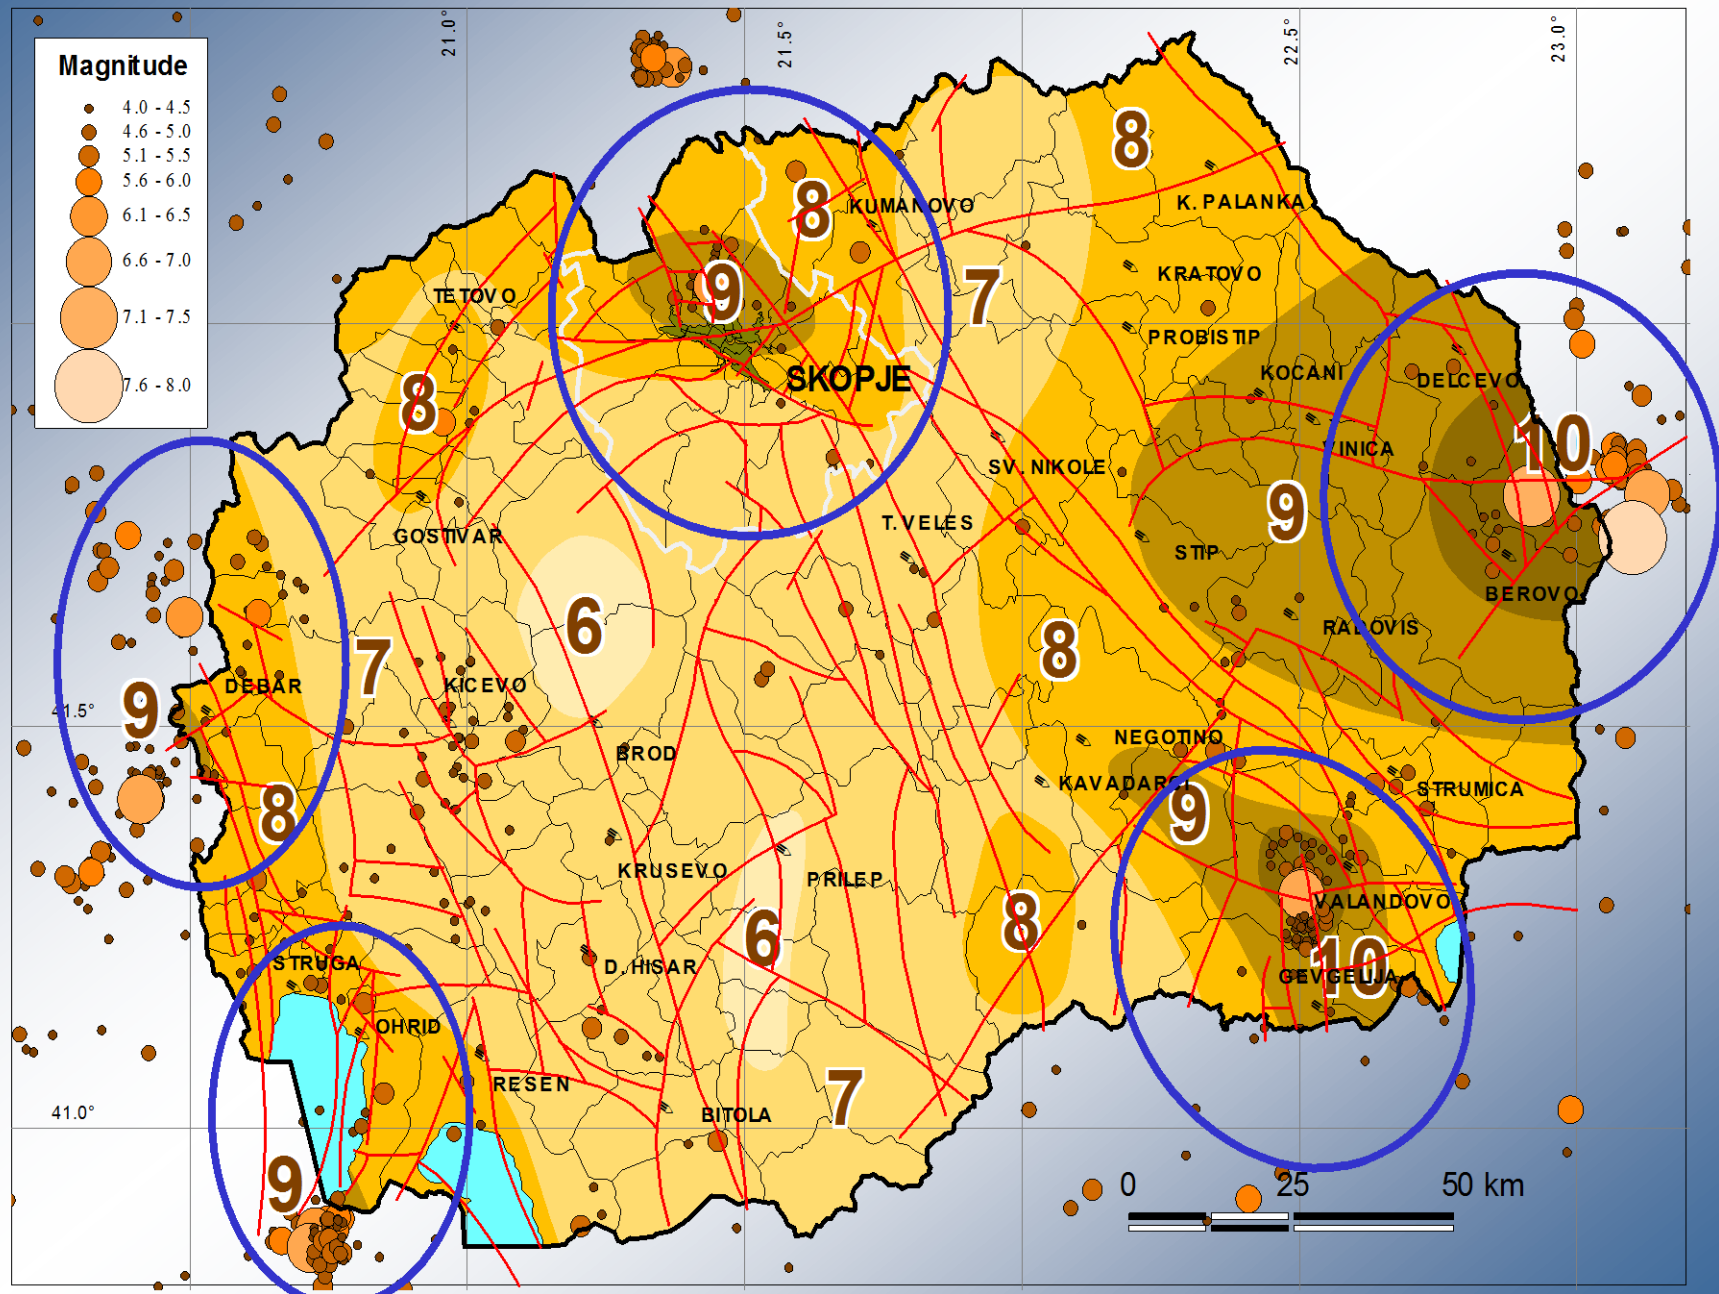 21.0°
21.5°
22.5°
23.0°
Magnitude
4.0 - 4.5
4.6 - 5.0
5.1 - 5.5
5.6 - 6.0
6.1 - 6.5
6.6 - 7.0
7.1 - 7.5
7.6 - 8.0
8
8
KUMANOVO
K. PALANKA
KRATOVO
9
7
TETOVO
PROBISTIP
SKOPJE
KOCANI
DELCEVO
8
10
VINICA
SV. NIKOLE
9
T. VELES
GOSTIVAR
STIP
BEROVO
6
RADOVIS
7
8
DEBAR
KICEVO
9
41.5°
NEGOTINO
BROD
KAVADARCI
STRUMICA
8
9
KRUSEVO
PRILEP
VALANDOVO
8
6
STRUGA
D. HISAR
10
GEVGELIJA
OHRID
RESEN
7
41.0°
BITOLA
9
0
25
50 km